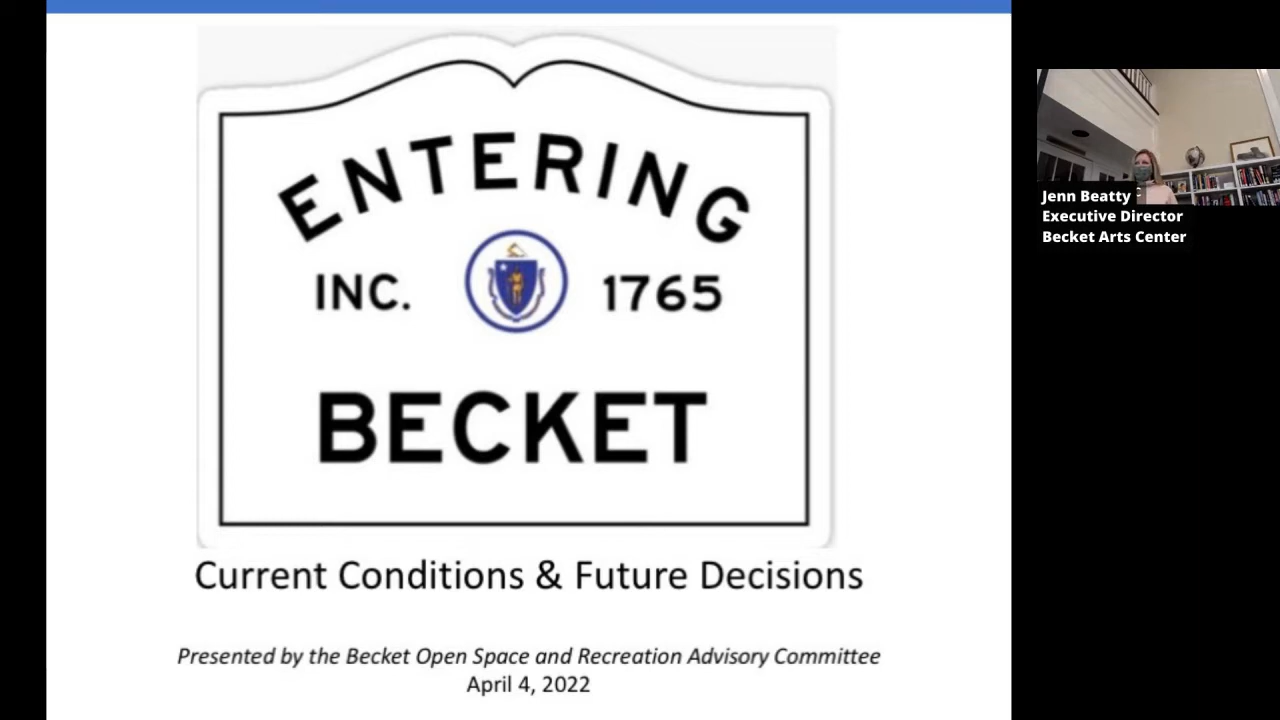 ENTERING
INC. 1765
BECKET
Current Conditions & Future Decisions
Presented by the Becket Open Space and Recreation Advisory Committee
April 4, 2022
Jenn Beatty
Executive Director
Becket Arts Center